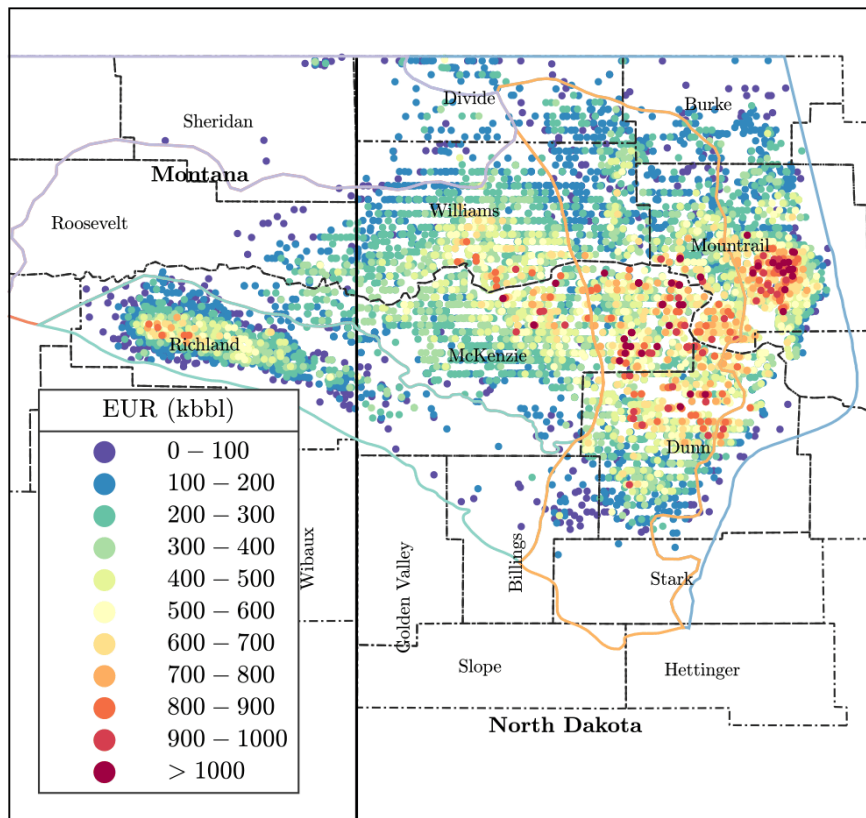 Divide
Burke
Sheridan
Montana
Roosevelt
Williams
Mountrail
Richland
McKenzie
EUR (kbbl)
0 − 100
100 − 200
200 − 300
300 − 400
400 − 500
500 − 600
600 − 700
700 − 800
800 − 900
900 − 1000
> 1000
Dunn
Wibaux
Golden Valley
Billings
Stark
Slope
Hettinger
North Dakota